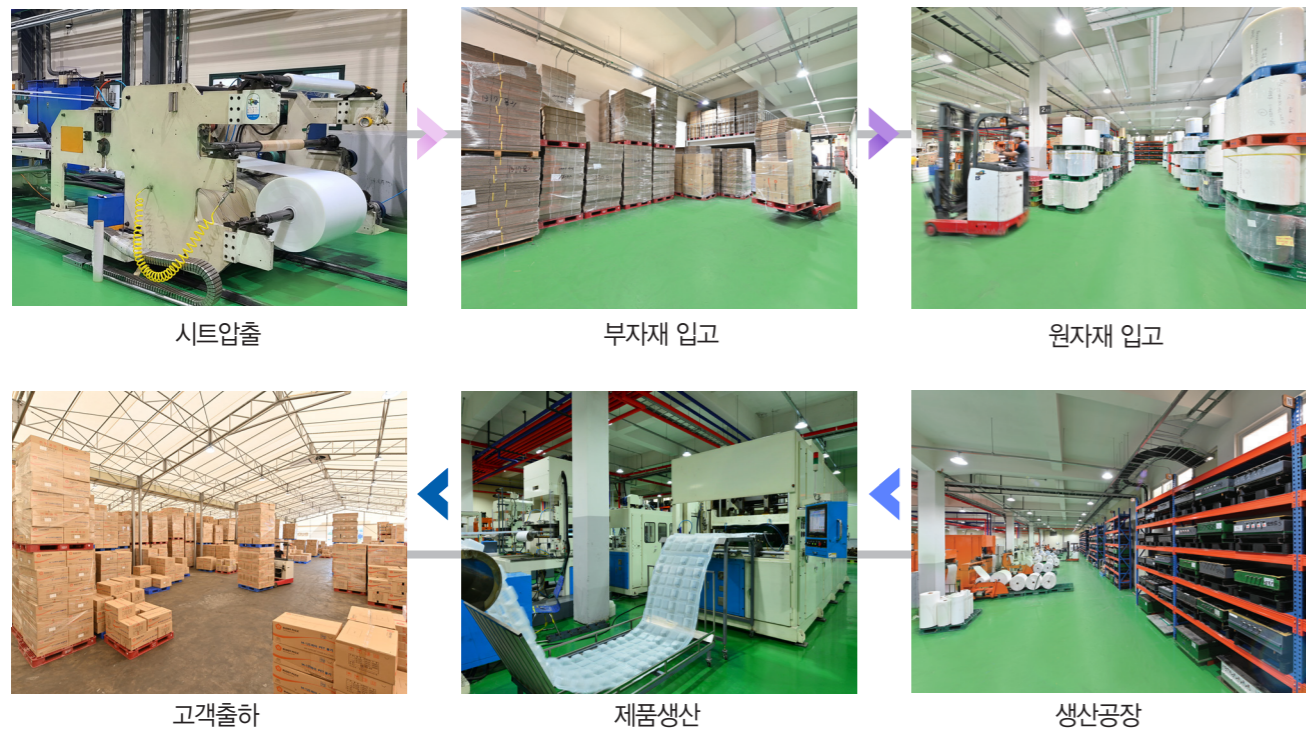 시트압출
부자재 입고
원자재 입고
고객출하
제품생산
생산공장